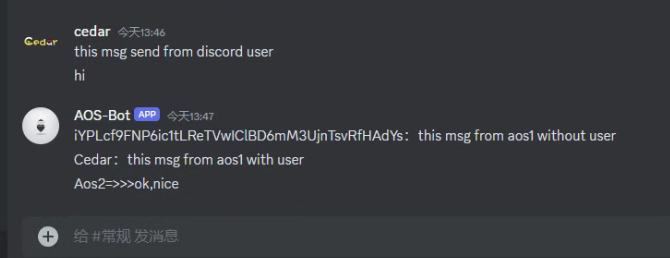 Cedar
cedar 今天13:46
this msg send from discord user
hi
AOS-Bot APP 今天13:47
iYPLcf9FNP6ic1tLReTVwIClBD6mM3UjnTsvRfHAdYs：this msg from aos1 without user
Cedar：this msg from aos1 with user
Aos2=>>>ok,nice
给 #常规 发消息